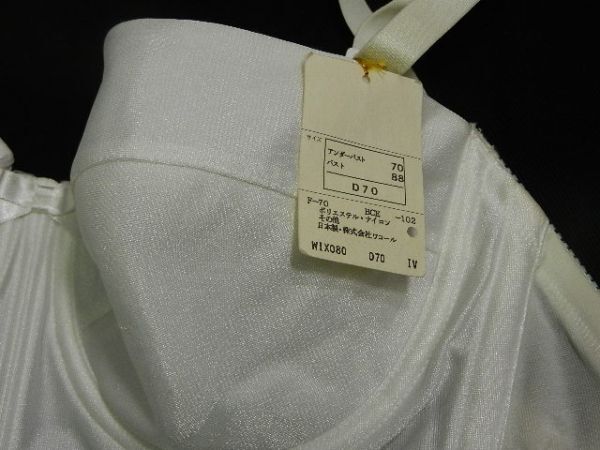 サイズ
アンダーバスト 70
バスト 88
D70
F-70 BCK -102
ポリエステル・ナイロン
その他
日本製・株式会社ワコール
WIX080 D70 IV